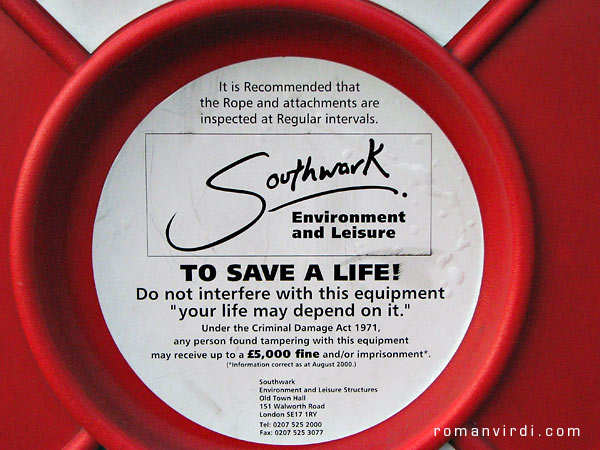 It is Recommended that
the Rope and attachments are
inspected at Regular intervals.
Southwark
Environment
and Leisure
TO SAVE A LIFE!
Do not interfere with this equipment
"your life may depend on it."
Under the Criminal Damage Act 1971,
any person found tampering with this equipment
may receive up to a £5,000 fine and/or imprisonment*.
(*Information correct as at August 2000.)
Southwark
Environment and Leisure Structures
Old Town Hall
151 Walworth Road
London SE17 1RY
Tel: 0207 525 2000
Fax: 0207 525 3077
romanvirdi.com